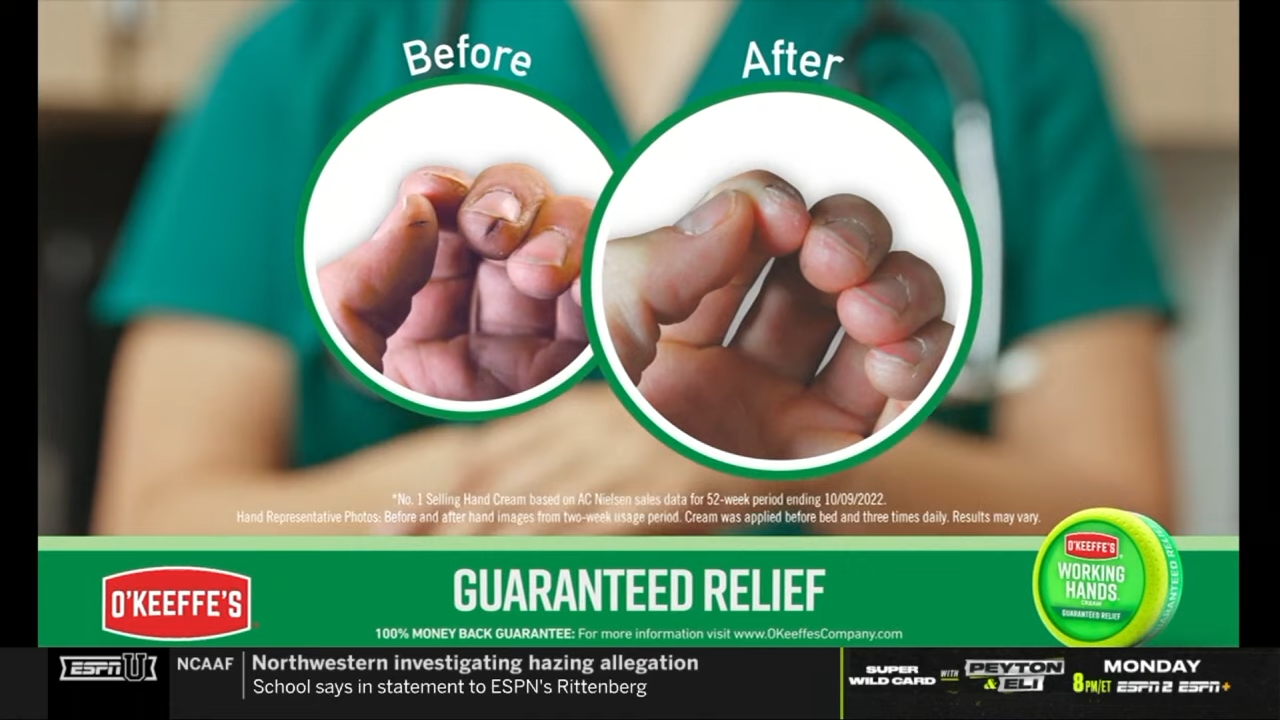 Before
After
*No. 1 Selling Hand Cream based on AC Nielsen sales data for 52-week period ending 10/09/2022.
Hand Representative Photos: Before and after hand images from two-week usage period. Cream was applied before bed and three times daily. Results may vary.
O'KEEFFE'S
GUARANTEED RELIEF
100% MONEY BACK GUARANTEE: For more information visit www.OKeeffesCompany.com
O'KEEFFE'S
WORKING
HANDS
CREAM
GUARANTEED RELIEF
GUARANTEED RELIEF
ESPNU
NCAAF
Northwestern investigating hazing allegation
School says in statement to ESPN's Rittenberg
SUPER
WILD CARD
WITH
PEYTON
& ELI
MONDAY
8PM/ET ESPN2 ESPN+